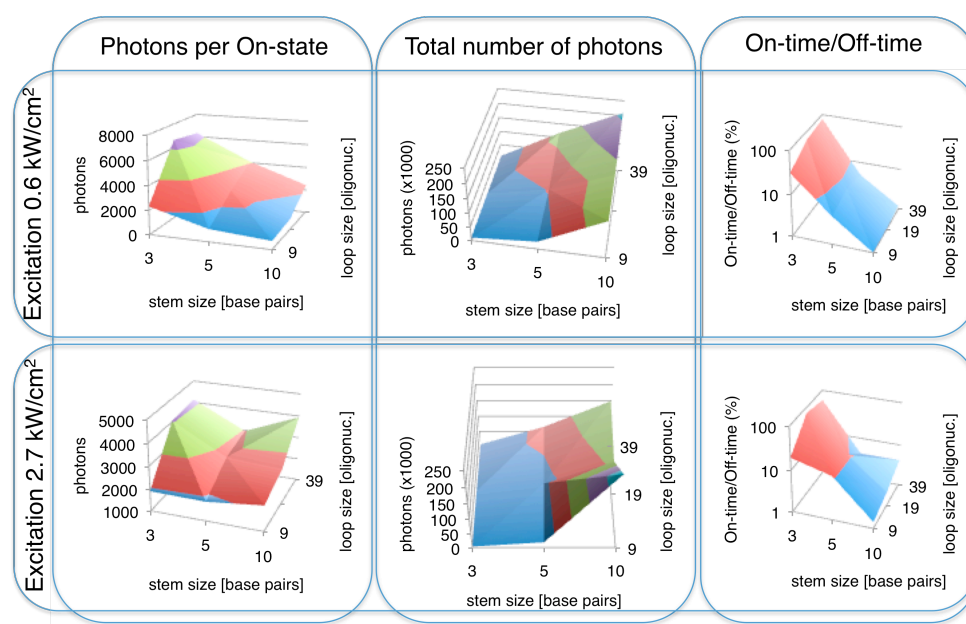 Photons per On-state
Total number of photons
On-time/Off-time
Excitation 0.6 kW/cm²
photons
8000
6000
4000
2000
0
3
5
10
9
stem size [base pairs]
loop size [oligonuc.]
photons (x1000)
250
200
150
100
50
0
3
5
10
9
39
stem size [base pairs]
loop size [oligonuc.]
On-time/Off-time (%)
100
10
1
3
5
10
9
19
39
stem size [base pairs]
loop size [oligonuc.]
Excitation 2.7 kW/cm²
photons
5000
4000
3000
2000
1000
3
5
10
9
39
stem size [base pairs]
loop size [oligonuc.]
photons (x1000)
250
200
150
100
50
0
3
5
10
9
19
39
stem size [base pairs]
loop size [oligonuc.]
On-time/Off-time (%)
100
10
1
3
5
10
9
19
39
stem size [base pairs]
loop size [oligonuc.]